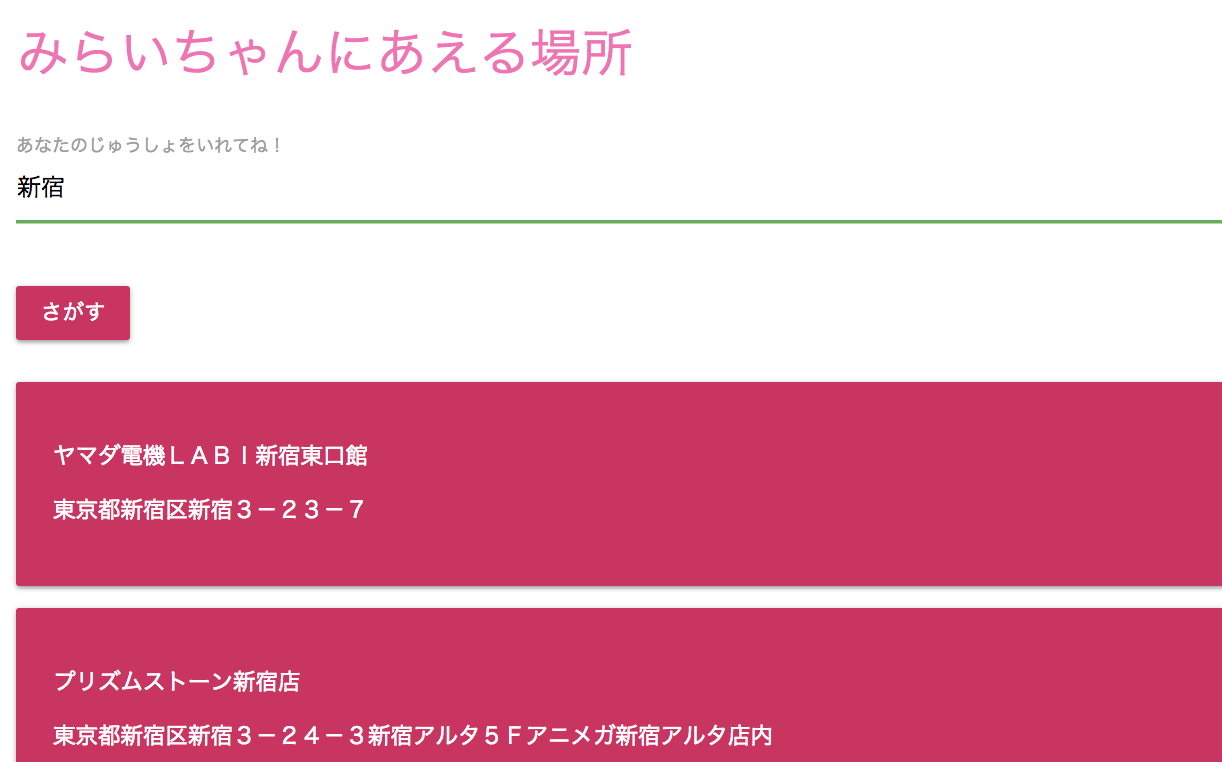 みらいちゃんにあえる場所
あなたのじゅうしょをいれてね！
新宿
さがす
ヤマダ電機ＬＡＢＩ新宿東口館
東京都新宿区新宿３－２３－７
プリズムストーン新宿店
東京都新宿区新宿３－２４－３新宿アルタ５Ｆアニメガ新宿アルタ店内